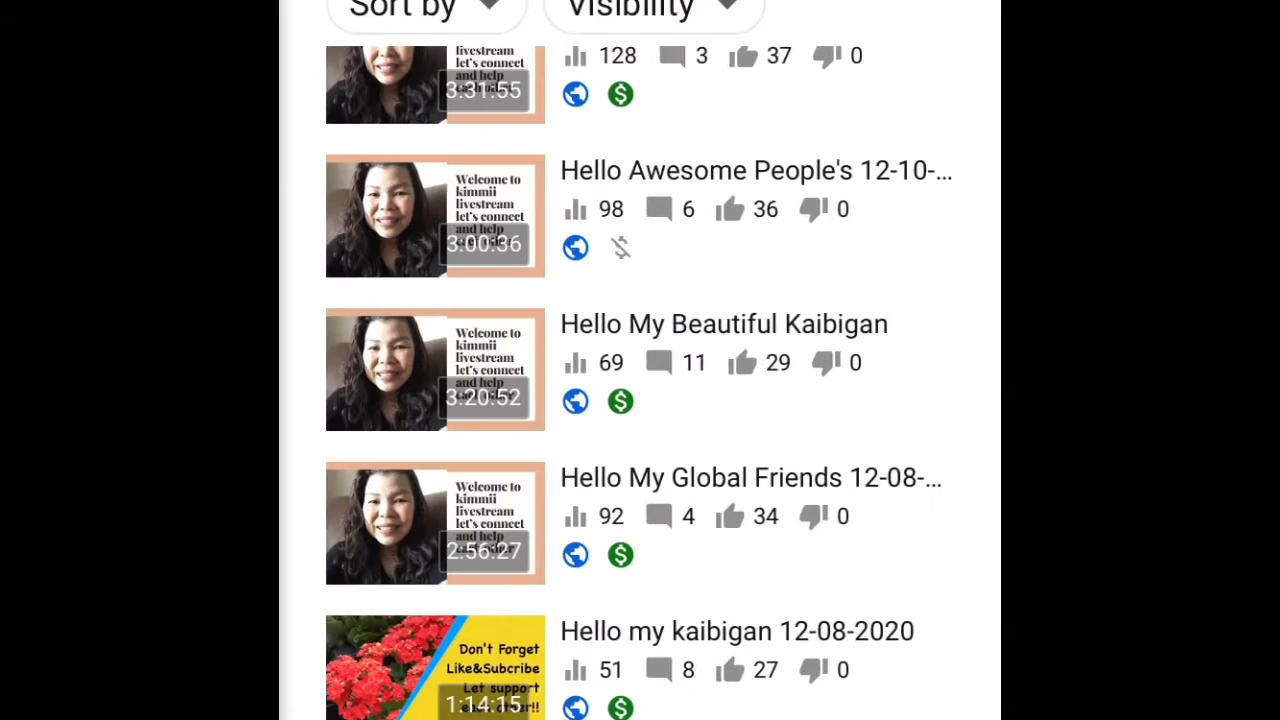 Sort by Visibility
livestream
let's connect
and help
3:31:55
128 3 37 0
Hello Awesome People's 12-10-...
Welcome to
kimmii
livestream
let's connect
and help
3:00:36
98 6 36 0
Hello My Beautiful Kaibigan
Welcome to
kimmii
livestream
let's connect
and help
3:20:52
69 11 29 0
Hello My Global Friends 12-08-...
Welcome to
kimmii
livestream
let's connect
and help
2:56:27
92 4 34 0
Hello my kaibigan 12-08-2020
Don't Forget
Like&Subcribe
Let support
1:14:15
51 8 27 0